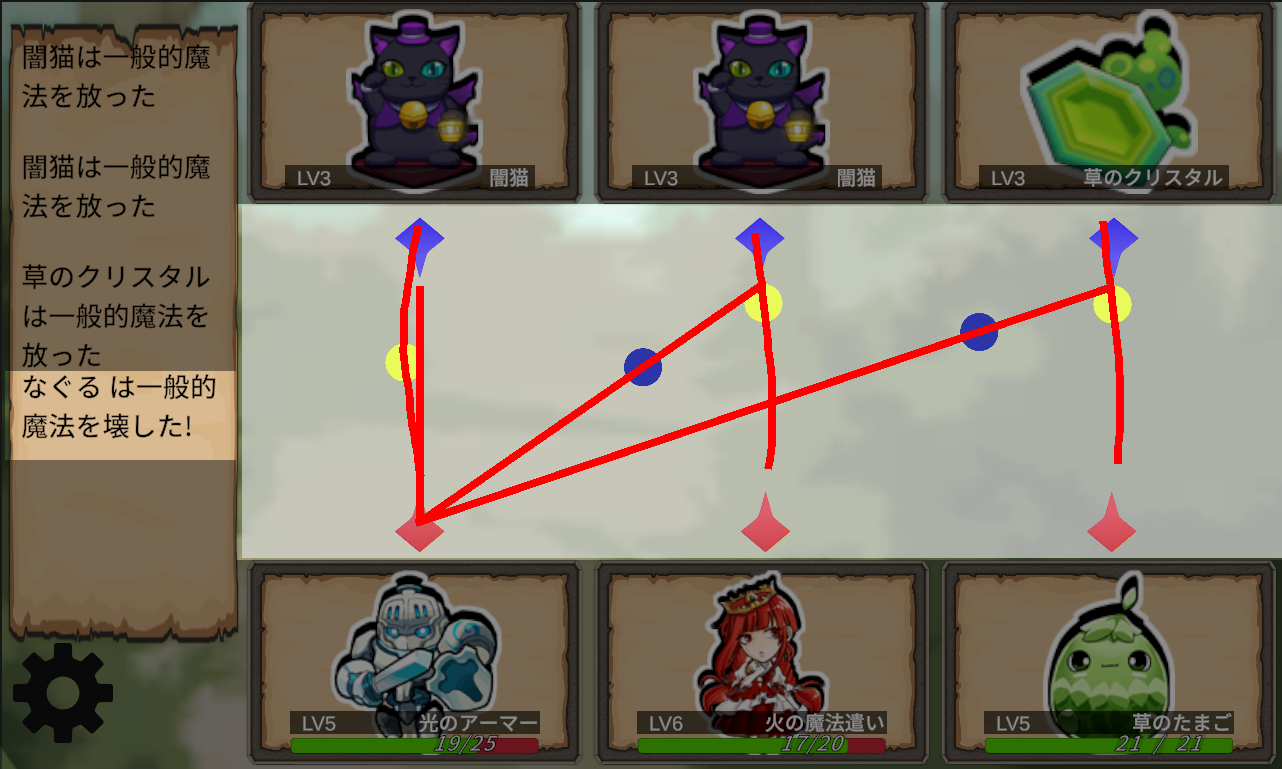 闇猫は一般的魔
法を放った
闇猫は一般的魔
法を放った
草のクリスタル
は一般的魔法を
放った
なぐる は一般的
魔法を壊した!
LV3 闇猫
LV3 闇猫
LV3 草のクリスタル
LV5 光のアーマー
19/25
LV6 火の魔法遣い
17/20
LV5 草のたまご
21 / 21